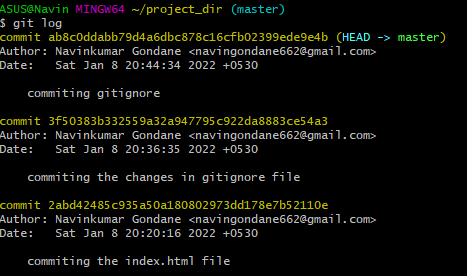 ASUS@Navin MINGW64 ~/project_dir (master)
$ git log
commit ab8c0ddabb79d4a6dbc878c16cfb02399ede9e4b (HEAD -> master)
Author: Navinkumar Gondane <navingondane662@gmail.com>
Date:   Sat Jan 8 20:44:34 2022 +0530
commiting gitignore
commit 3f50383b332559a32a947795c922da8883ce54a3
Author: Navinkumar Gondane <navingondane662@gmail.com>
Date:   Sat Jan 8 20:36:35 2022 +0530
commiting the changes in gitignore file
commit 2abd42485c935a50a180802973dd178e7b52110e
Author: Navinkumar Gondane <navingondane662@gmail.com>
Date:   Sat Jan 8 20:20:16 2022 +0530
commiting the index.html file